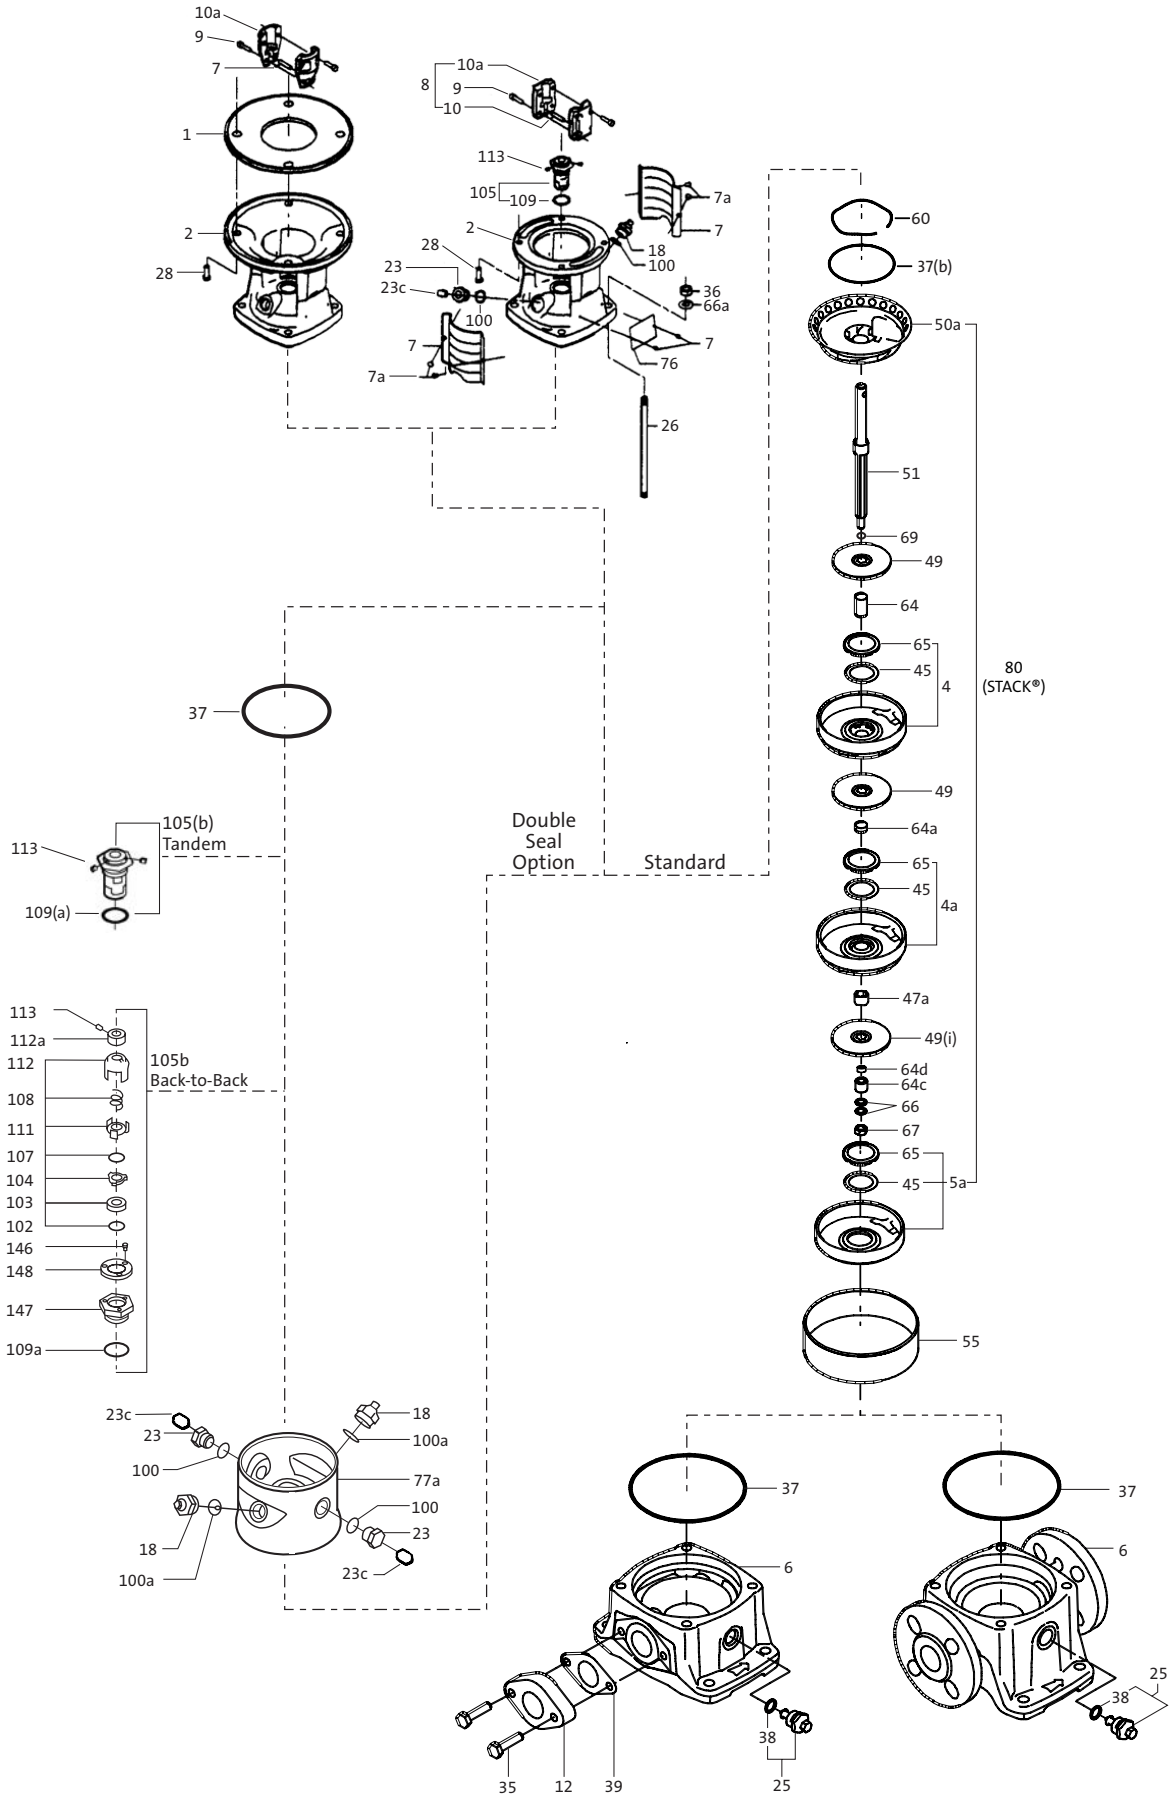 10a
9
7
1
2
28
8
10a
9
10
113
105
109
2
28
23
23c
100
7
7a
7a
7
18
100
36
66a
7
76
26
60
37(b)
50a
51
69
49
64
65
45
4
80
(STACK®)
49
64a
65
45
4a
47a
49(i)
64d
64c
66
67
65
45
5a
55
37
Double
Seal
Option
Standard
105(b)
Tandem
113
109(a)
113
112a
112
108
111
107
104
103
102
146
148
147
109a
105b
Back-to-Back
23c
23
100
18
100a
18
100a
77a
100
23
23c
37
6
38
25
35
12
39
37
6
25
38